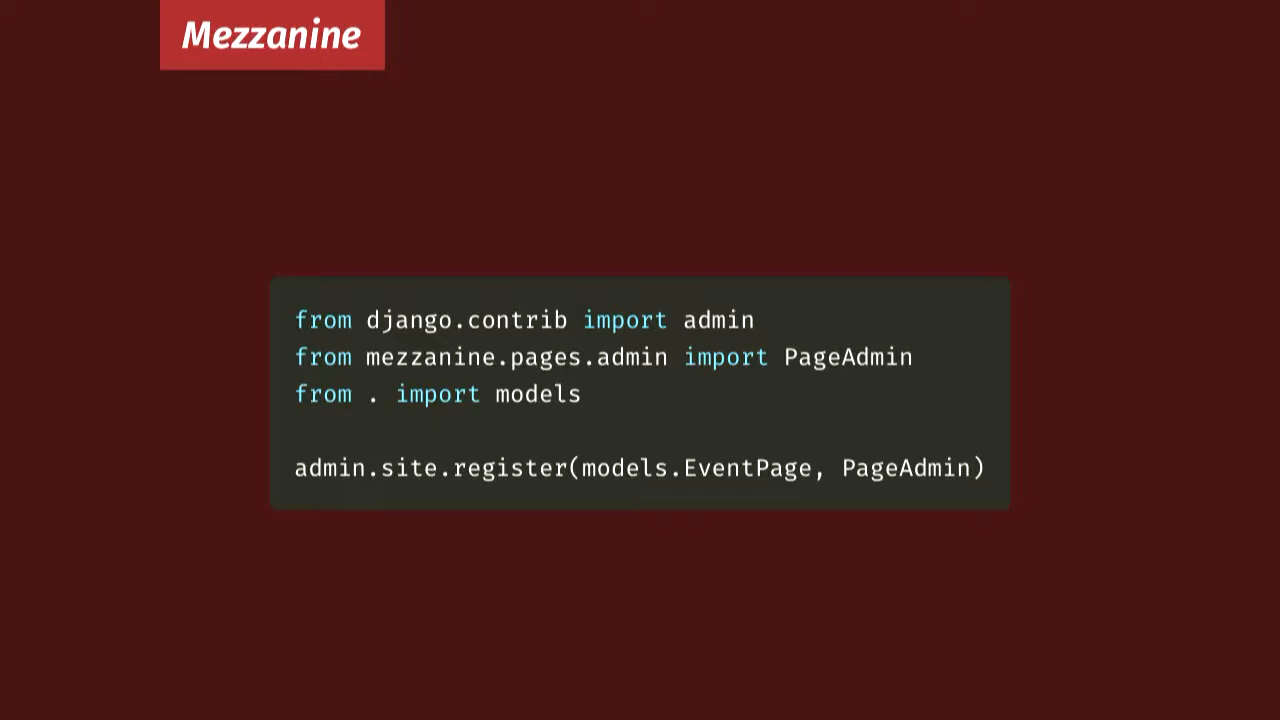 Mezzanine
from django.contrib import admin
from mezzanine.pages.admin import PageAdmin
from . import models
admin.site.register(models.EventPage, PageAdmin)